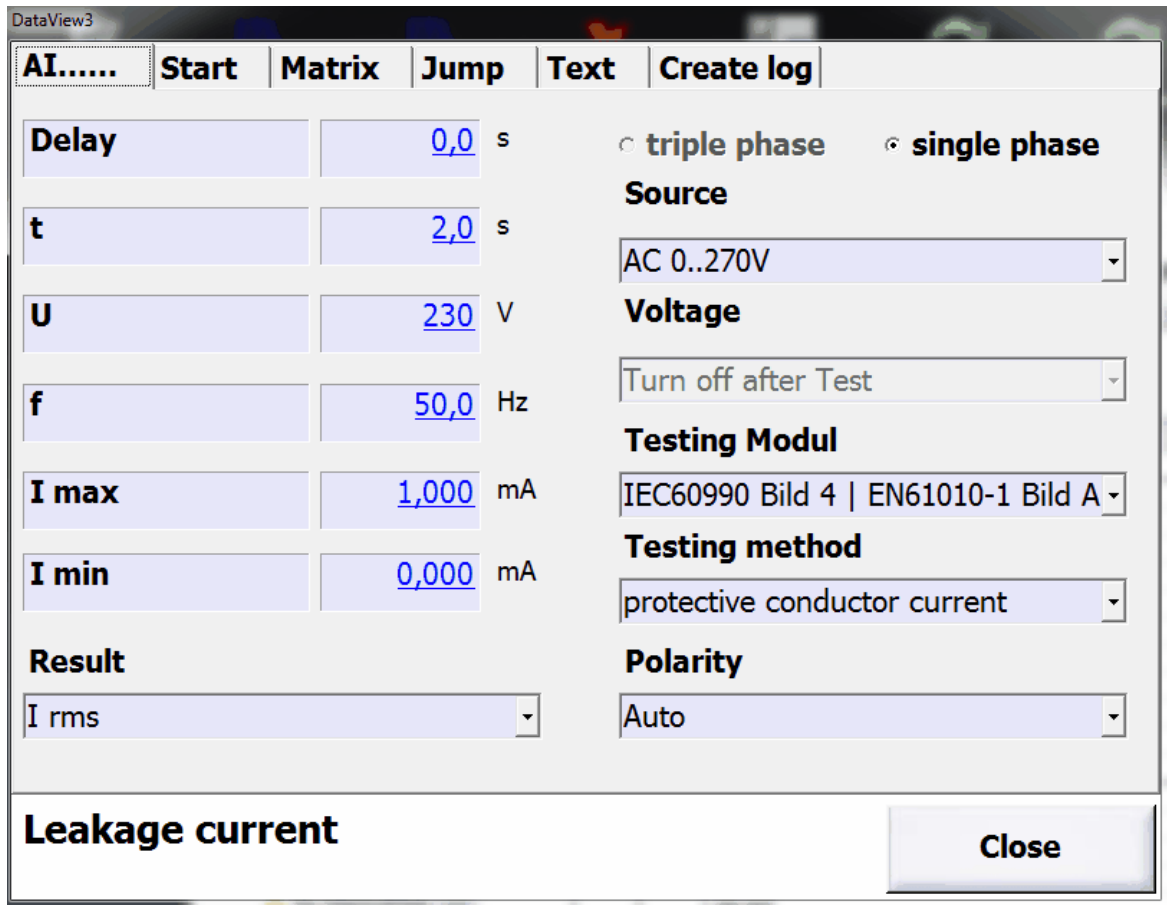 DataView3
AI...... Start Matrix Jump Text Create log
Delay 0,0 s
t 2,0 s
U 230 V
f 50,0 Hz
I max 1,000 mA
I min 0,000 mA
Result
I rms
triple phase single phase
Source
AC 0..270V
Voltage
Turn off after Test
Testing Modul
IEC60990 Bild 4 | EN61010-1 Bild A
Testing method
protective conductor current
Polarity
Auto
Leakage current
Close